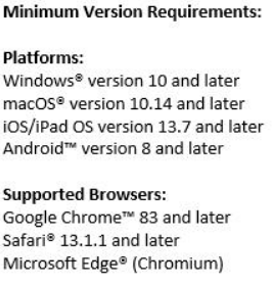 Minimum Version Requirements:
Platforms:
Windows® version 10 and later
macOS® version 10.14 and later
iOS/iPad OS version 13.7 and later
Android™ version 8 and later
Supported Browsers:
Google Chrome™ 83 and later
Safari® 13.1.1 and later
Microsoft Edge® (Chromium)